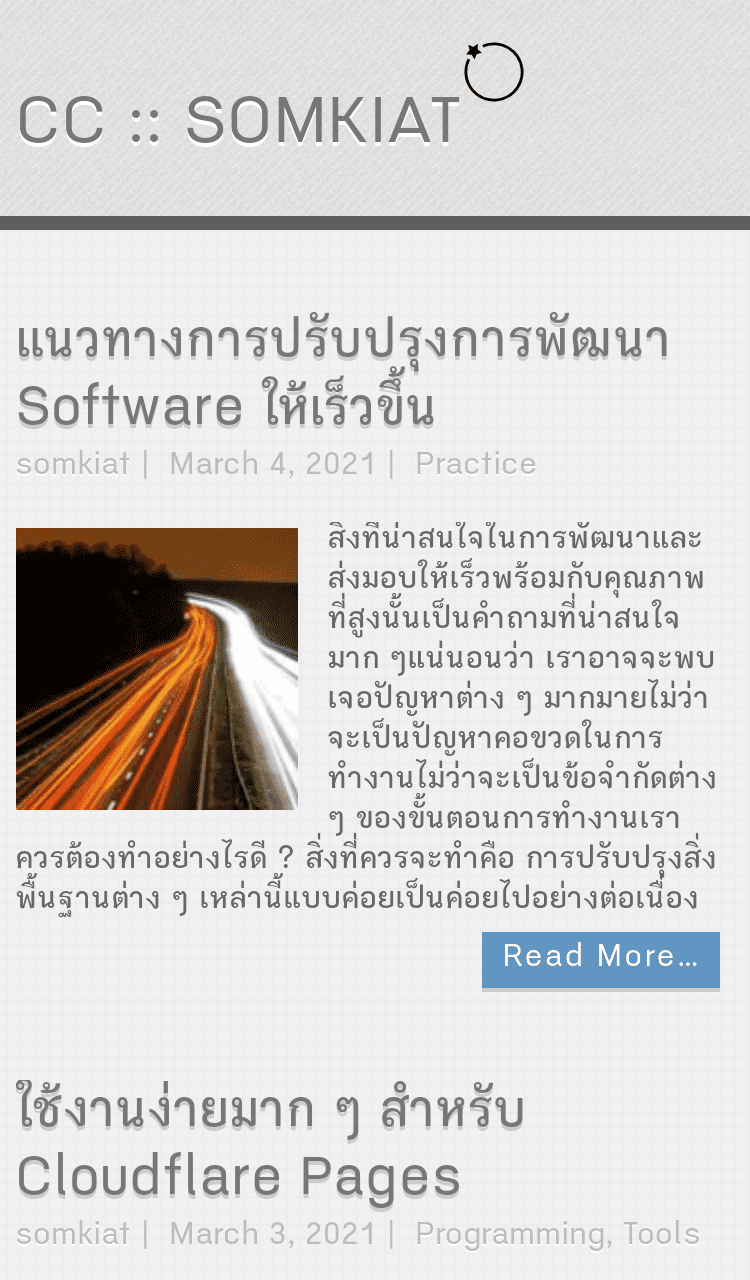 CC :: SOMKIAT
แนวทางการปรับปรุงการพัฒนา
Software ให้เร็วขึ้น
somkiat | March 4, 2021 | Practice
สิ่งที่น่าสนใจในการพัฒนาและ
ส่งมอบให้เร็วพร้อมกับคุณภาพ
ที่สูงนั้นเป็นคำถามที่น่าสนใจ
มาก ๆแน่นอนว่า เราอาจจะพบ
เจอปัญหาต่าง ๆ มากมายไม่ว่า
จะเป็นปัญหาคอขวดในการ
ทำงานไม่ว่าจะเป็นข้อจำกัดต่าง
ๆ ของขั้นตอนการทำงานเรา
ควรต้องทำอย่างไรดี ? สิ่งที่ควรจะทำคือ การปรับปรุงสิ่ง
พื้นฐานต่าง ๆ เหล่านี้แบบค่อยเป็นค่อยไปอย่างต่อเนื่อง
Read More…
ใช้งานง่ายมาก ๆ สำหรับ
Cloudflare Pages
somkiat | March 3, 2021 | Programming, Tools